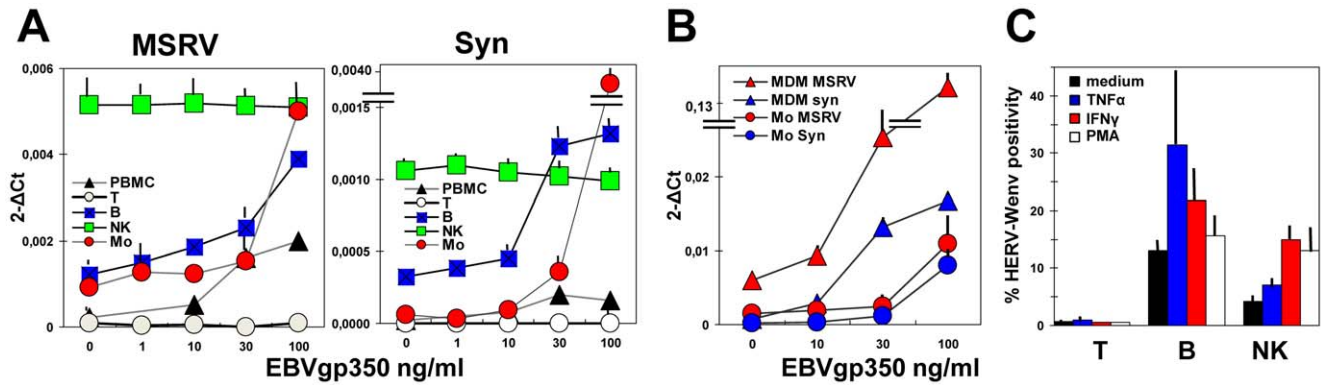 A
MSRV
Syn
2-ΔCt
0,006
0,004
0,002
0
PBMC
T
B
NK
Mo
0
1
10
30
100
0,0040
0,0015
0,0010
0,0005
0,0000
PBMC
T
B
NK
Mo
0
1
10
30
100
EBVgp350 ng/ml
B
2-ΔCt
0,13
0,02
0,01
0
MDM MSRV
MDM syn
Mo MSRV
Mo Syn
0
10
30
100
EBVgp350 ng/ml
C
% HERV-Wenv positivity
50
40
30
20
10
0
medium
TNFα
IFNγ
PMA
T
B
NK